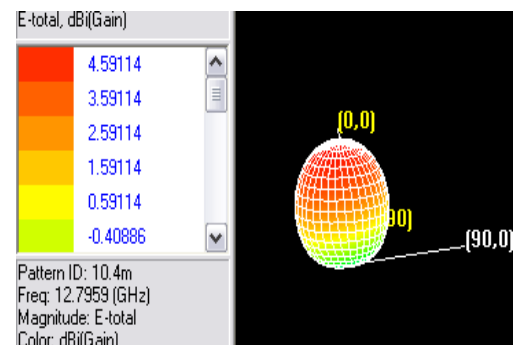 E-total, dBi(Gain)
4.59114
3.59114
2.59114
1.59114
0.59114
-0.40886
Pattern ID: 10.4m
Freq: 12.7959 (GHz)
Magnitude: E-total
Color: dBi(Gain)
(0,0)
90)
(90,0)